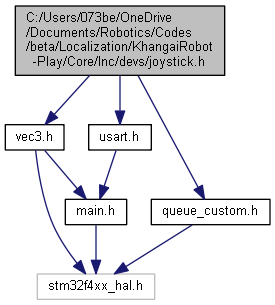 C:/Users/073be/OneDrive
/Documents/Robotics/Codes
/beta/Localization/KhangaiRobot
-Play/Core/Inc/devs/joystick.h
vec3.h
usart.h
main.h
queue_custom.h
stm32f4xx_hal.h